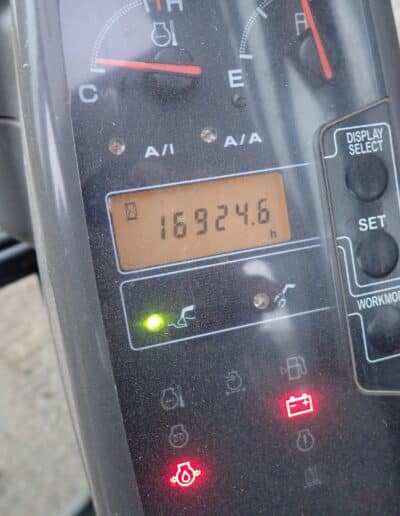 H
C
E
F
A/I
A/A
DISPLAY
SELECT
16924.6
h
SET
WORKMO